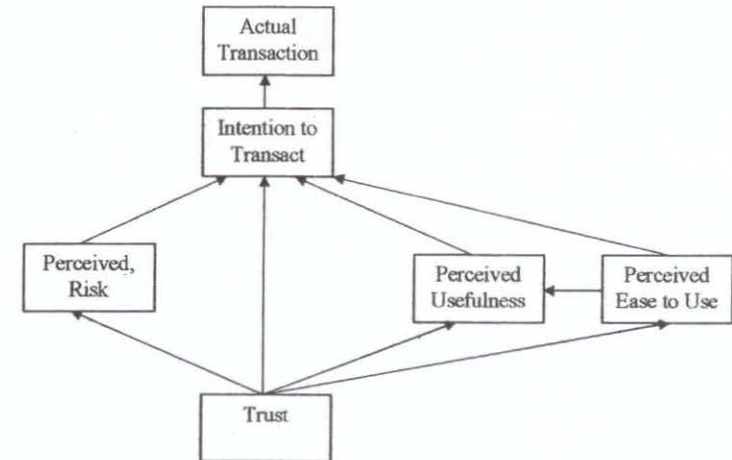 Actual
Transaction
Intention to
Transact
Perceived,
Risk
Perceived
Usefulness
Perceived
Ease to Use
Trust